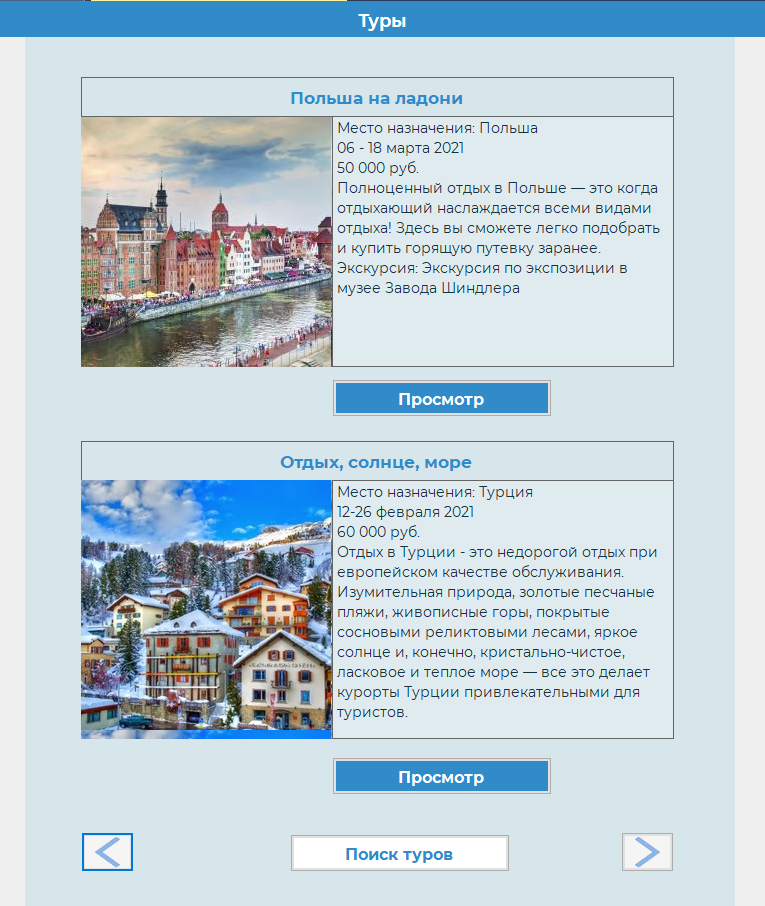 Туры
Польша на ладони
Место назначения: Польша
06 - 18 марта 2021
50 000 руб.
Полноценный отдых в Польше — это когда
отдыхающий наслаждается всеми видами
отдыха! Здесь вы сможете легко подобрать
и купить горящую путевку заранее.
Экскурсия: Экскурсия по экспозиции в
музее Завода Шиндлера
Просмотр
Отдых, солнце, море
Место назначения: Турция
12-26 февраля 2021
60 000 руб.
Отдых в Турции - это недорогой отдых при
европейском качестве обслуживания.
Изумительная природа, золотые песчаные
пляжи, живописные горы, покрытые
сосновыми реликтовыми лесами, яркое
солнце и, конечно, кристально-чистое,
ласковое и теплое море — все это делает
курорты Турции привлекательными для
туристов.
Просмотр
Поиск туров